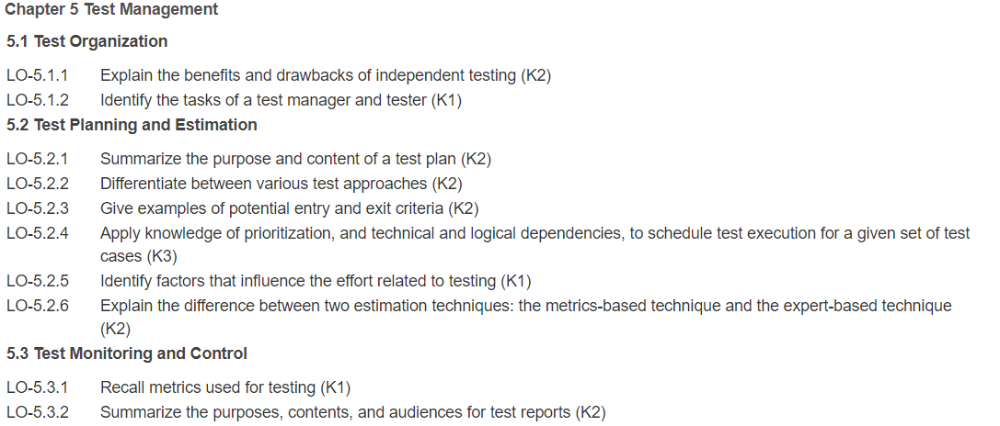 Chapter 5 Test Management
5.1 Test Organization
LO-5.1.1 Explain the benefits and drawbacks of independent testing (K2)
LO-5.1.2 Identify the tasks of a test manager and tester (K1)
5.2 Test Planning and Estimation
LO-5.2.1 Summarize the purpose and content of a test plan (K2)
LO-5.2.2 Differentiate between various test approaches (K2)
LO-5.2.3 Give examples of potential entry and exit criteria (K2)
LO-5.2.4 Apply knowledge of prioritization, and technical and logical dependencies, to schedule test execution for a given set of test
cases (K3)
LO-5.2.5 Identify factors that influence the effort related to testing (K1)
LO-5.2.6 Explain the difference between two estimation techniques: the metrics-based technique and the expert-based technique
(K2)
5.3 Test Monitoring and Control
LO-5.3.1 Recall metrics used for testing (K1)
LO-5.3.2 Summarize the purposes, contents, and audiences for test reports (K2)